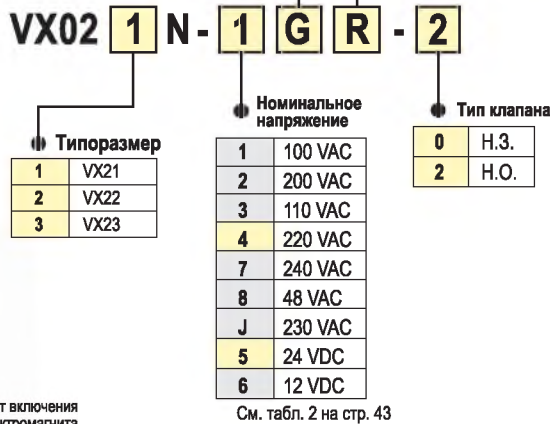 VX02 1 N - 1 G R - 2
Типоразмер
1 VX21
2 VX22
3 VX23
Номинальное
напряжение
1 100 VAC
2 200 VAC
3 110 VAC
4 220 VAC
7 240 VAC
8 48 VAC
J 230 VAC
5 24 VDC
6 12 VDC
См. табл. 2 на стр. 43
Тип клапана
0 Н.З.
2 Н.О.
т включения